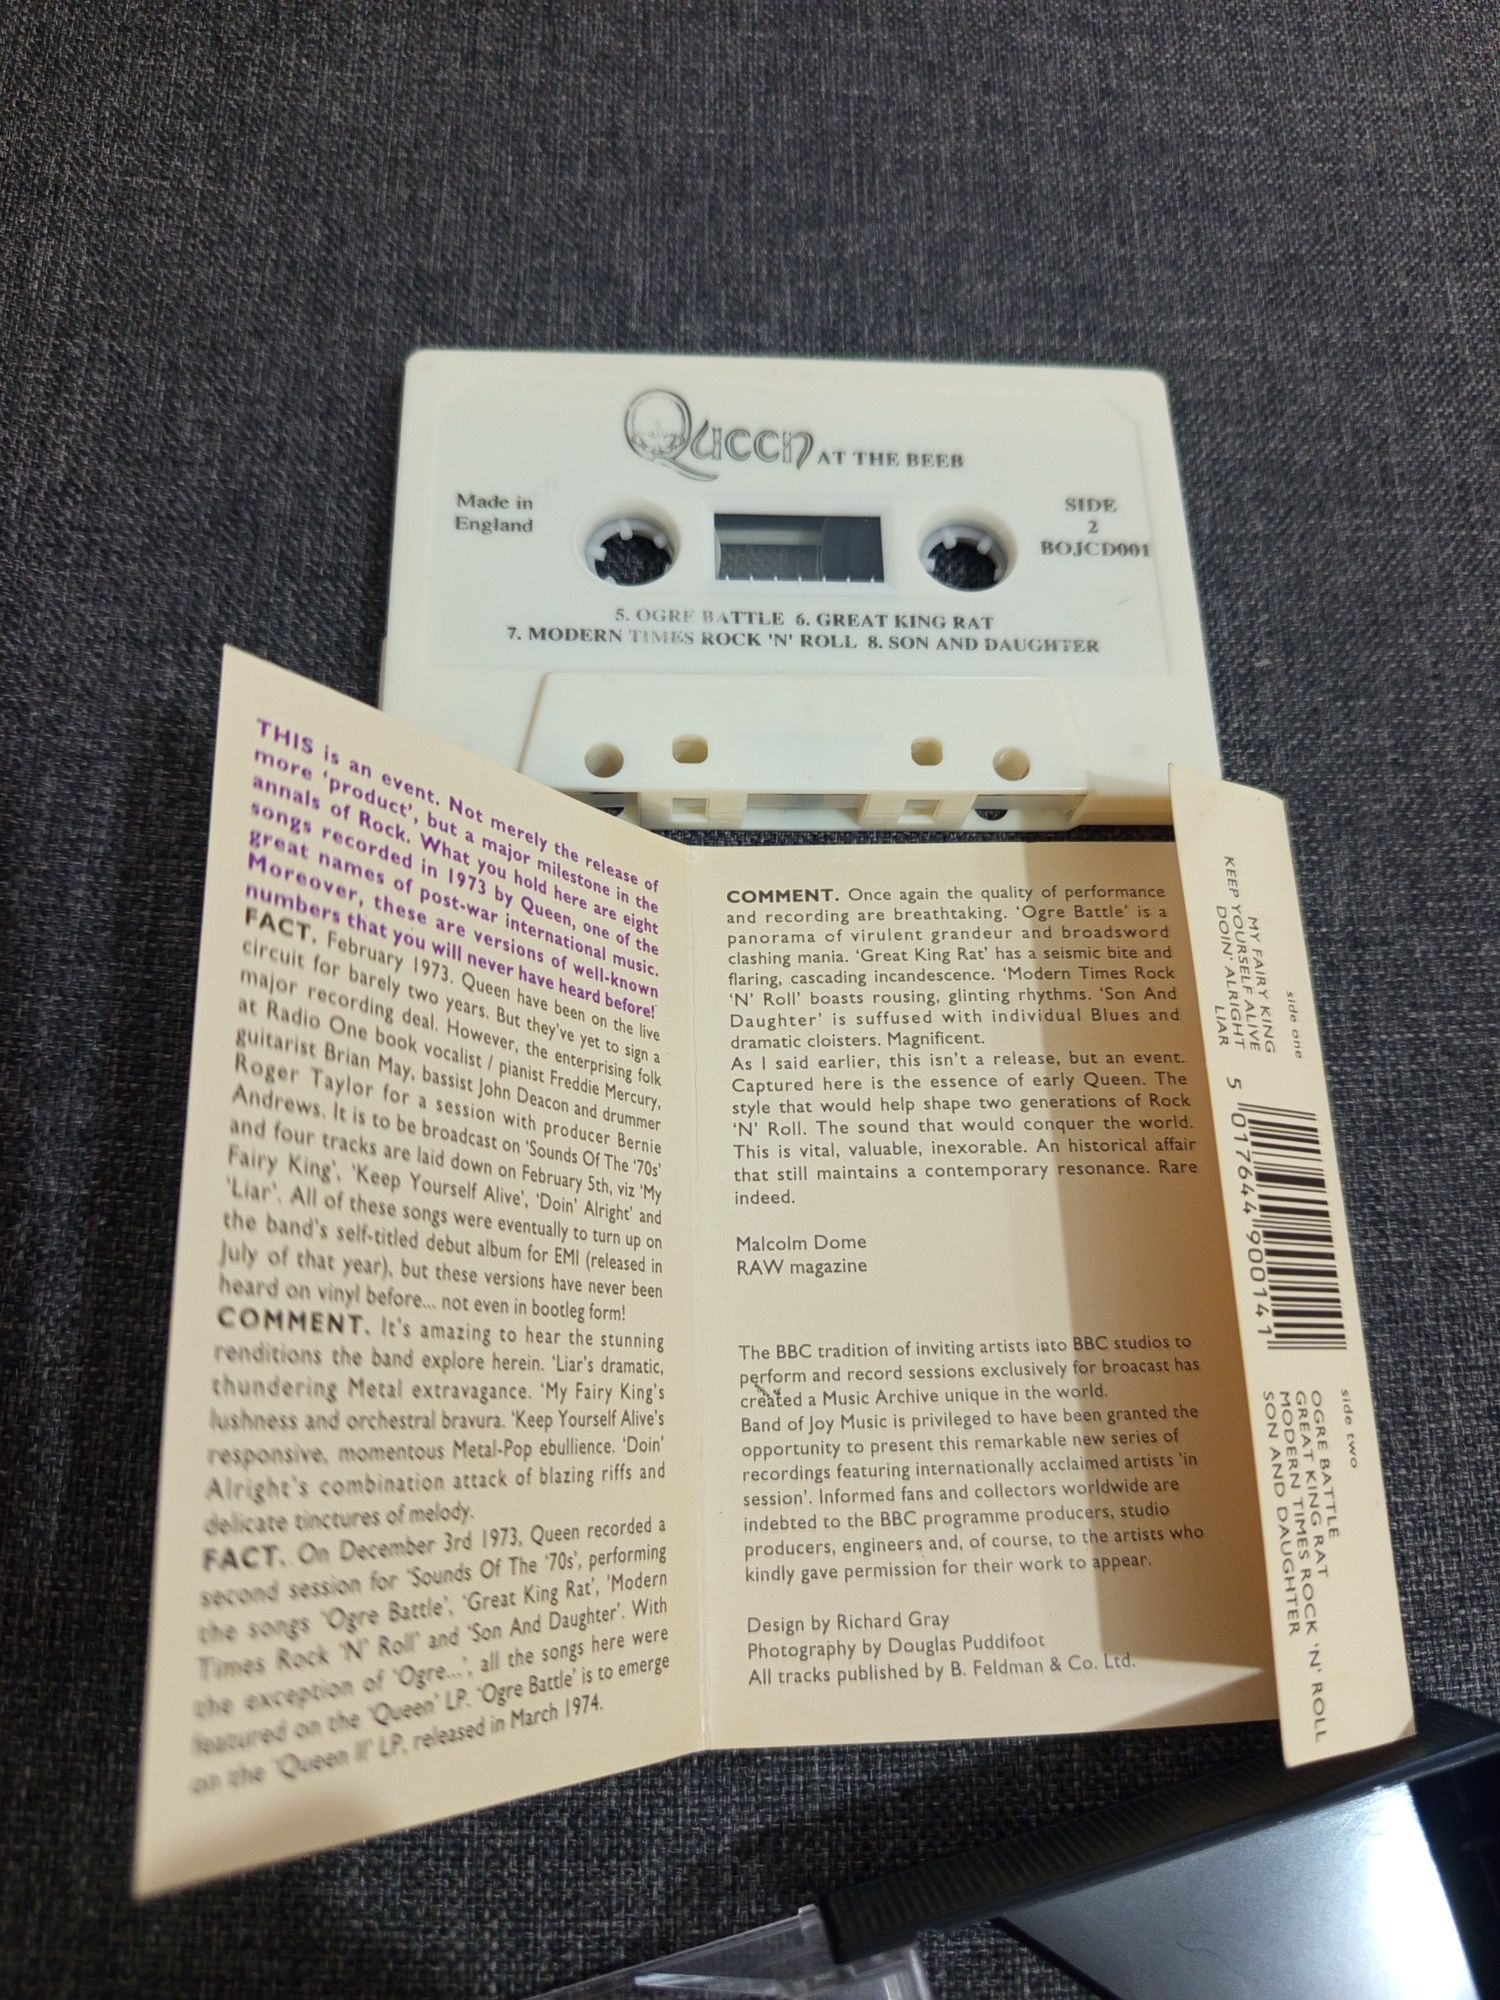 Queen AT THE BEEB
Made in
England
SIDE
2
BOJCD001
5. OGRE BATTLE 6. GREAT KING RAT
7. MODERN TIMES ROCK 'N' ROLL 8. SON AND DAUGHTER
THIS is an event. Not merely the release of
more ‘product’, but a major milestone in the
annals of Rock. What you hold here are eight
songs recorded in 1973 by Queen, one of the
great names of post-war international music.
Moreover, these are versions of well-known
numbers that you will never have heard before!
FACT. February 1973. Queen have been on the live
circuit for barely two years. But they've yet to sign a
major recording deal. However, the enterprising folk
at Radio One book vocalist / pianist Freddie Mercury,
guitarist Brian May, bassist John Deacon and drummer
Roger Taylor for a session with producer Bernie
Andrews. It is to be broadcast on ‘Sounds Of The ‘70s’
and four tracks are laid down on February 5th, viz ‘My
Fairy King’, ‘Keep Yourself Alive’, ‘Doin’ Alright’ and
‘Liar’. All of these songs were eventually to turn up on
the band's self-titled debut album for EMI (released in
July of that year), but these versions have never been
heard on vinyl before... not even in bootleg form!
COMMENT. It's amazing to hear the stunning
renditions the band explore herein. ‘Liar's dramatic,
thundering Metal extravagance. ‘My Fairy King's
lushness and orchestral bravura. ‘Keep Yourself Alive's
responsive, momentous Metal-Pop ebullience. ‘Doin’
Alright's combination attack of blazing riffs and
delicate tinctures of melody.
FACT. On December 3rd 1973, Queen recorded a
second session for ‘Sounds Of The ‘70s’, performing
the songs ‘Ogre Battle’, ‘Great King Rat’, ‘Modern
Times Rock ‘N’ Roll’ and ‘Son And Daughter’. With
the exception of ‘Ogre...’, all the songs here were
featured on the ‘Queen’ LP. ‘Ogre Battle’ is to emerge
on the ‘Queen II’ LP, released in March 1974.
COMMENT. Once again the quality of performance
and recording are breathtaking. ‘Ogre Battle’ is a
panorama of virulent grandeur and broadsword
clashing mania. ‘Great King Rat’ has a seismic bite and
flaring, cascading incandescence. ‘Modern Times Rock
‘N’ Roll’ boasts rousing, glinting rhythms. ‘Son And
Daughter’ is suffused with individual Blues and
dramatic cloisters. Magnificent.
As I said earlier, this isn't a release, but an event.
Captured here is the essence of early Queen. The
style that would help shape two generations of Rock
‘N’ Roll. The sound that would conquer the world.
This is vital, valuable, inexorable. An historical affair
that still maintains a contemporary resonance. Rare
indeed.
Malcolm Dome
RAW magazine
The BBC tradition of inviting artists into BBC studios to
perform and record sessions exclusively for broacast has
created a Music Archive unique in the world.
Band of Joy Music is privileged to have been granted the
opportunity to present this remarkable new series of
recordings featuring internationally acclaimed artists ‘in
session’. Informed fans and collectors worldwide are
indebted to the BBC programme producers, studio
producers, engineers and, of course, to the artists who
kindly gave permission for their work to appear.
Design by Richard Gray
Photography by Douglas Puddifoot
All tracks published by B. Feldman & Co. Ltd.
side one
MY FAIRY KING
KEEP YOURSELF ALIVE
DOIN' ALRIGHT
LIAR
5 017644 900141
side two
OGRE BATTLE
GREAT KING RAT
MODERN TIMES ROCK 'N' ROLL
SON AND DAUGHTER